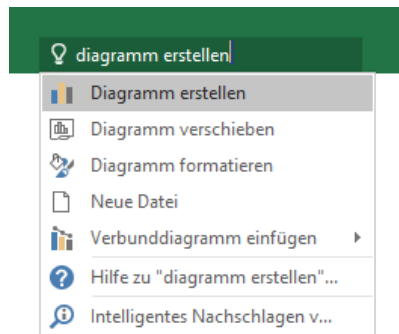 diagramm erstellen
Diagramm erstellen
Diagramm verschieben
Diagramm formatieren
Neue Datei
Verbunddiagramm einfügen
Hilfe zu "diagramm erstellen"...
Intelligentes Nachschlagen v...